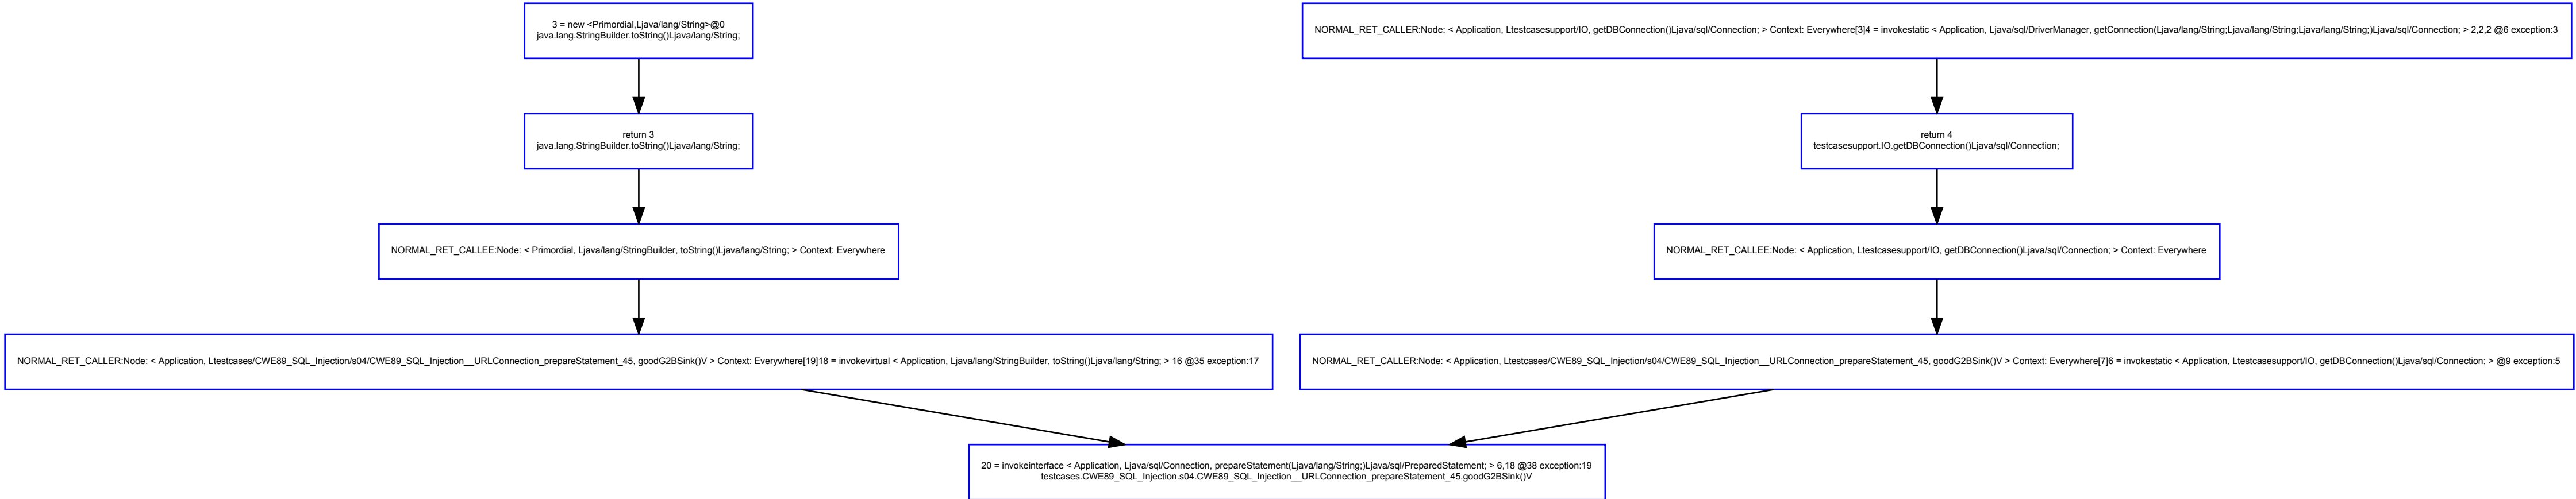 3 = new <Primordial,Ljava/lang/String>@0
java.lang.StringBuilder.toString()Ljava/lang/String;
NORMAL_RET_CALLER:Node: < Application, Ltestcasesupport/IO, getDBConnection()Ljava/sql/Connection; > Context: Everywhere[3]4 = invokestatic < Application, Ljava/sql/DriverManager, getConnection(Ljava/lang/String;Ljava/lang/String;Ljava/lang/String;)Ljava/sql/Connection; > 2,2,2 @6 exception:3
return 3
java.lang.StringBuilder.toString()Ljava/lang/String;
return 4
testcasesupport.IO.getDBConnection()Ljava/sql/Connection;
NORMAL_RET_CALLEE:Node: < Primordial, Ljava/lang/StringBuilder, toString()Ljava/lang/String; > Context: Everywhere
NORMAL_RET_CALLEE:Node: < Application, Ltestcasesupport/IO, getDBConnection()Ljava/sql/Connection; > Context: Everywhere
NORMAL_RET_CALLER:Node: < Application, Ltestcases/CWE89_SQL_Injection/s04/CWE89_SQL_Injection__URLConnection_prepareStatement_45, goodG2BSink()V > Context: Everywhere[19]18 = invokevirtual < Application, Ljava/lang/StringBuilder, toString()Ljava/lang/String; > 16 @35 exception:17
NORMAL_RET_CALLER:Node: < Application, Ltestcases/CWE89_SQL_Injection/s04/CWE89_SQL_Injection__URLConnection_prepareStatement_45, goodG2BSink()V > Context: Everywhere[7]6 = invokestatic < Application, Ltestcasesupport/IO, getDBConnection()Ljava/sql/Connection; > @9 exception:5
20 = invokeinterface < Application, Ljava/sql/Connection, prepareStatement(Ljava/lang/String;)Ljava/sql/PreparedStatement; > 6,18 @38 exception:19
testcases.CWE89_SQL_Injection.s04.CWE89_SQL_Injection__URLConnection_prepareStatement_45.goodG2BSink()V